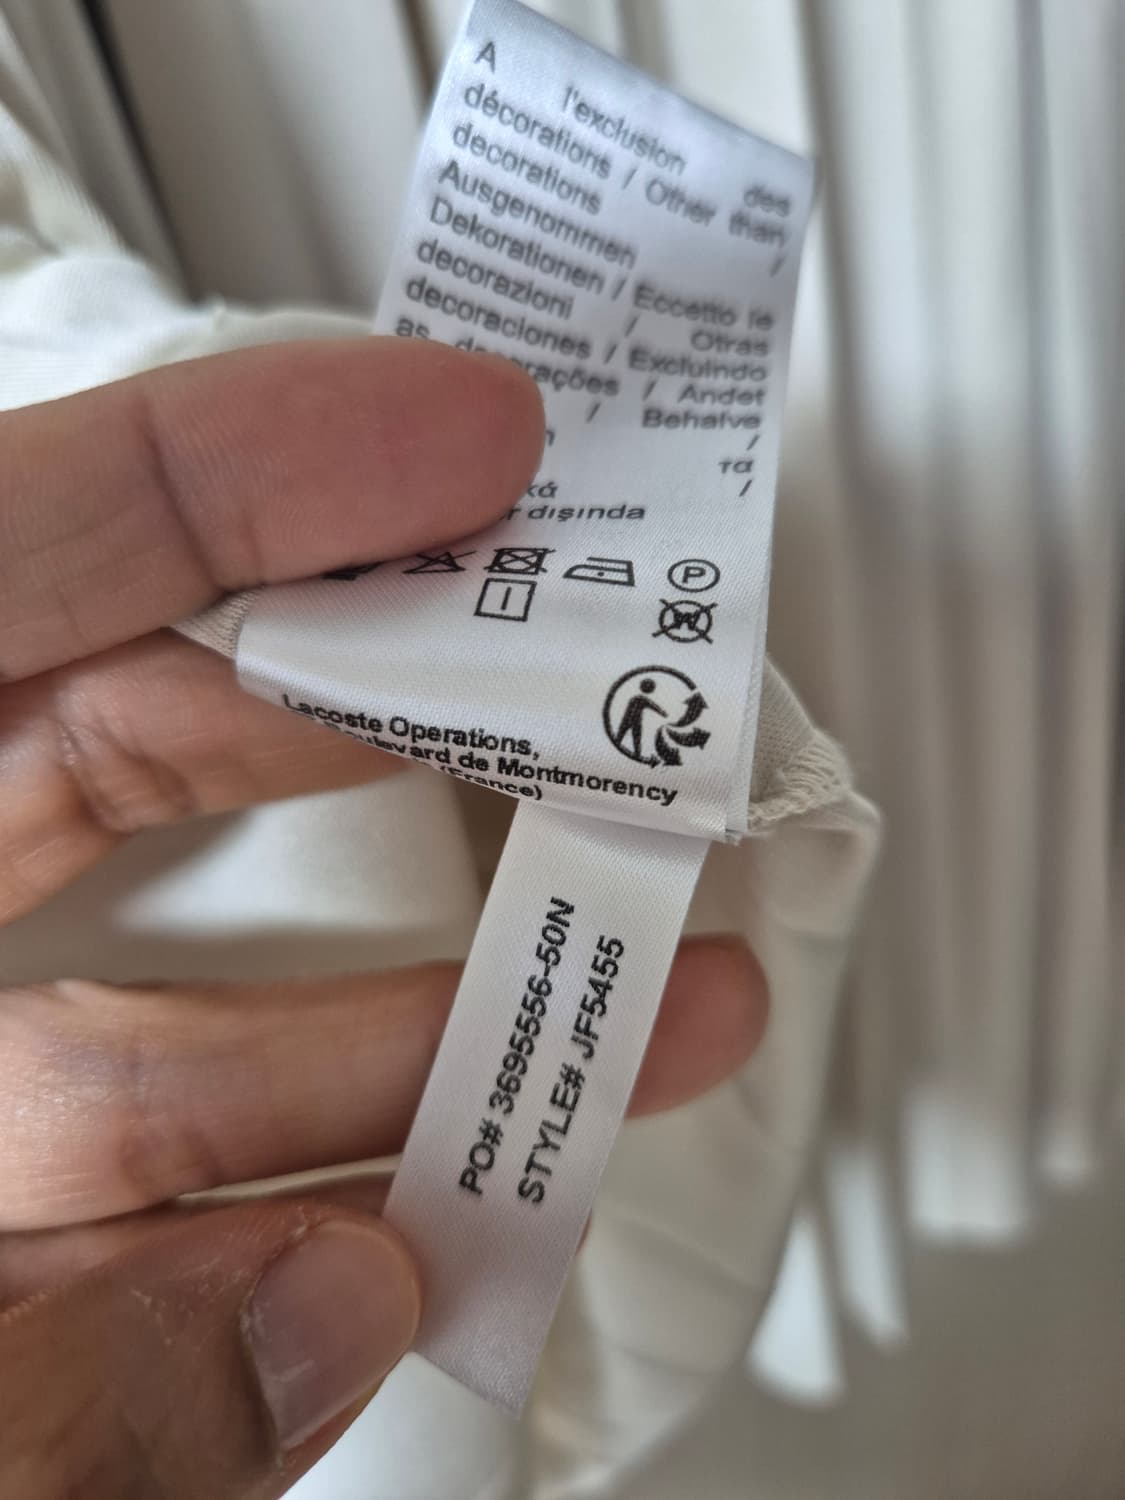 A l'exclusion des
décorations / Other than
decorations /
Ausgenommen
Dekorationen / Eccetto le
decorazioni / Otras
decoraciones / Excluindo
as / Andet
/ Behalve
/
τα
/
dışında
P
W
Lacoste Operations,
Boulevard de Montmorency
(France)
PO# 3695556-50N
STYLE# JF5455